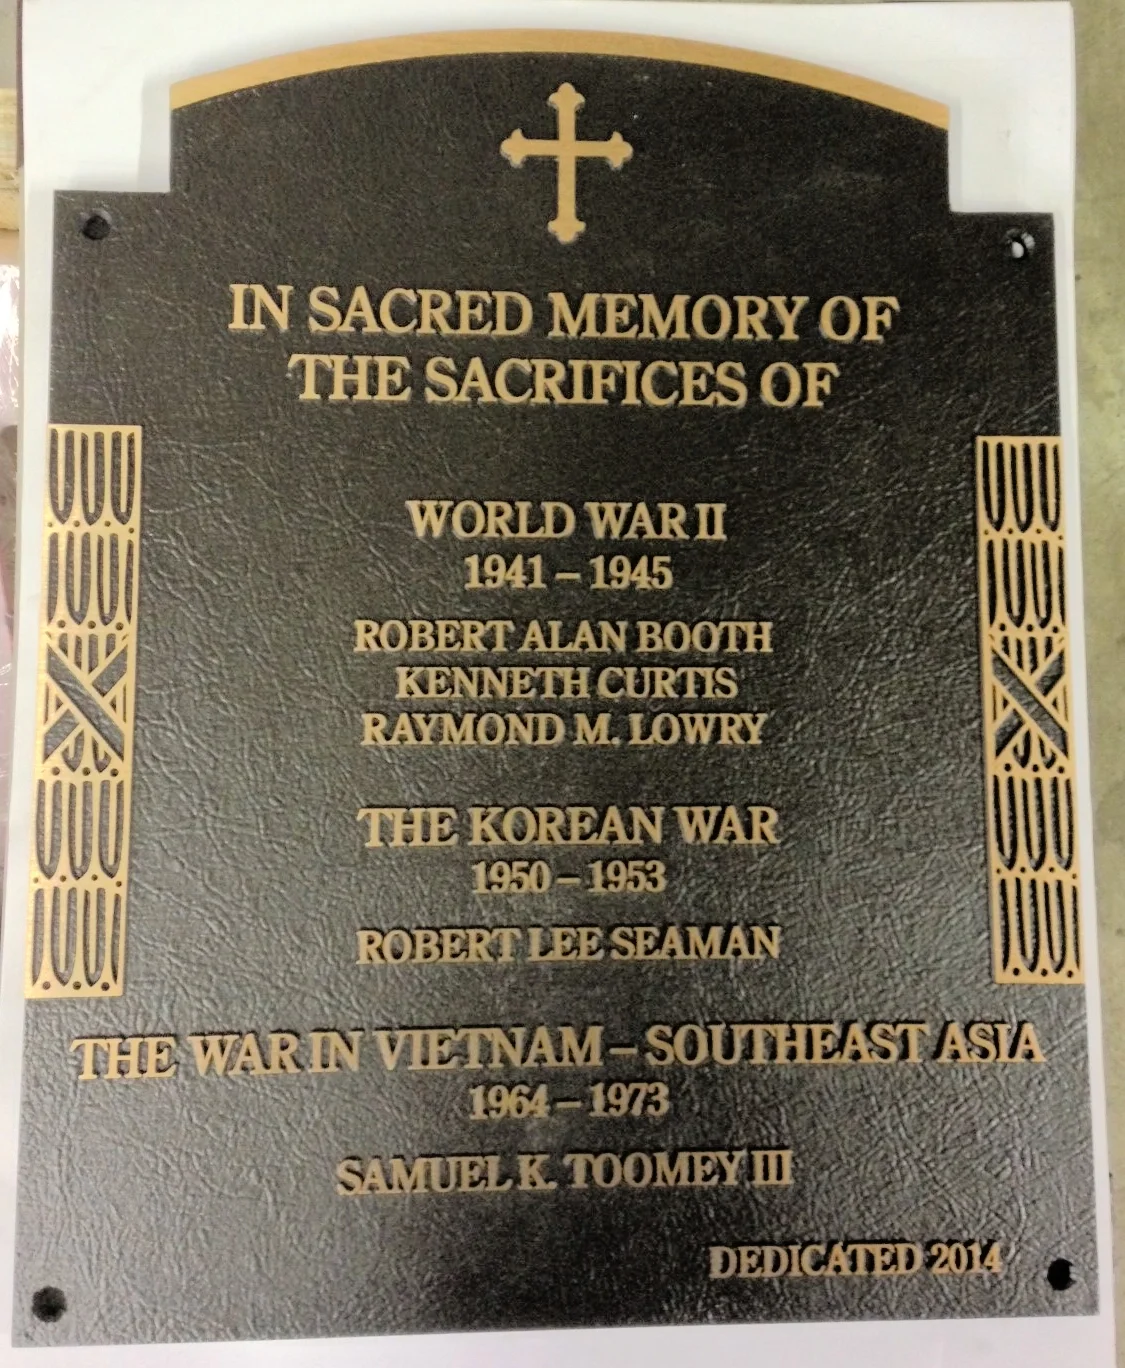 IN SACRED MEMORY OF
THE SACRIFICES OF
WORLD WAR II
1941 – 1945
ROBERT ALAN BOOTH
KENNETH CURTIS
RAYMOND M. LOWRY
THE KOREAN WAR
1950 – 1953
ROBERT LEE SEAMAN
THE WAR IN VIETNAM – SOUTHEAST ASIA
1964 – 1973
SAMUEL K. TOOMEY III
DEDICATED 2014